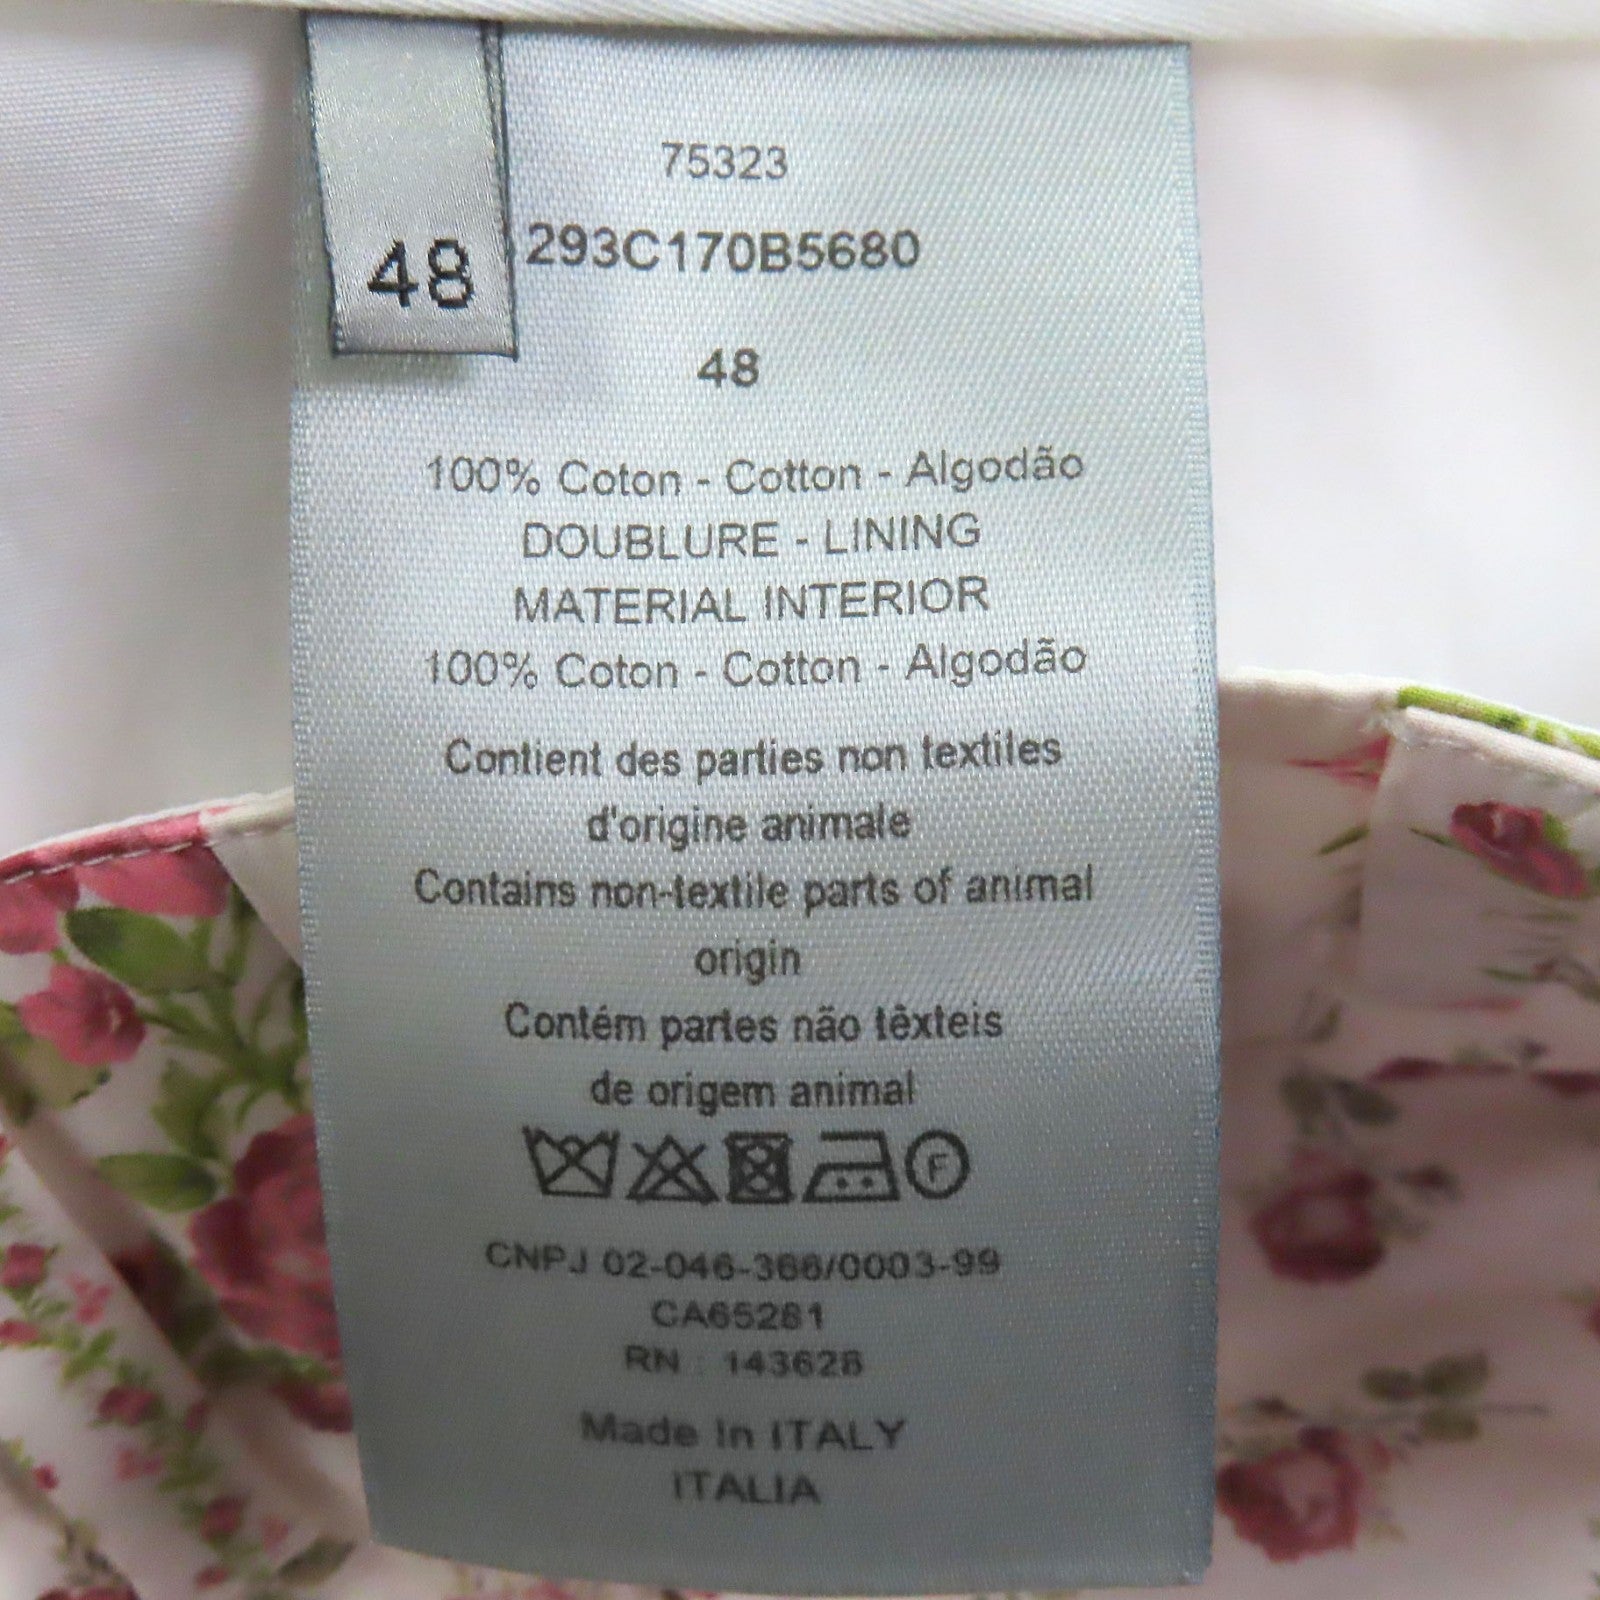 75323
48
293C170B5680
48
100% Coton - Cotton - Algodão
DOUBLURE - LINING
MATERIAL INTERIOR
100% Coton - Cotton - Algodão
Contient des parties non textiles
d'origine animale
Contains non-textile parts of animal
origin
Contém partes não têxteis
de origem animal
F
CNPJ 02-046-366/0003-99
CA65281
RN : 143628
Made In ITALY
ITALIA